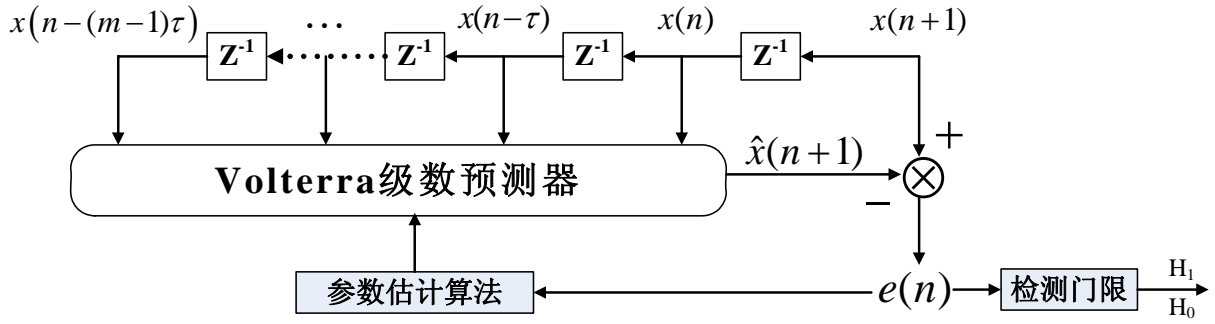 x(n−(m−1)τ) ... x(n−τ) x(n) x(n+1)
Z⁻¹ Z⁻¹ Z⁻¹ Z⁻¹
+
Volterra级数预测器 x̂(n+1)
−
参数估计算法 e(n) 检测门限 H₁
H₀